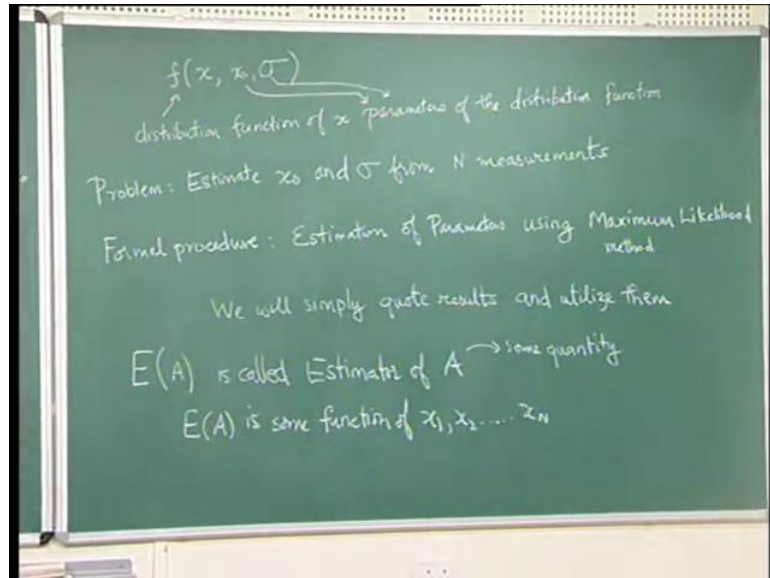 f(x, x₀, σ)
distribution function of x parameters of the distribution function
Problem: Estimate x₀ and σ from N measurements
Formal procedure: Estimation of Parameters using Maximum Likelihood
method
We will simply quote results and utilize them
E(A) is called Estimator of A → some quantity
E(A) is some function of x₁, x₂ ..... x_N